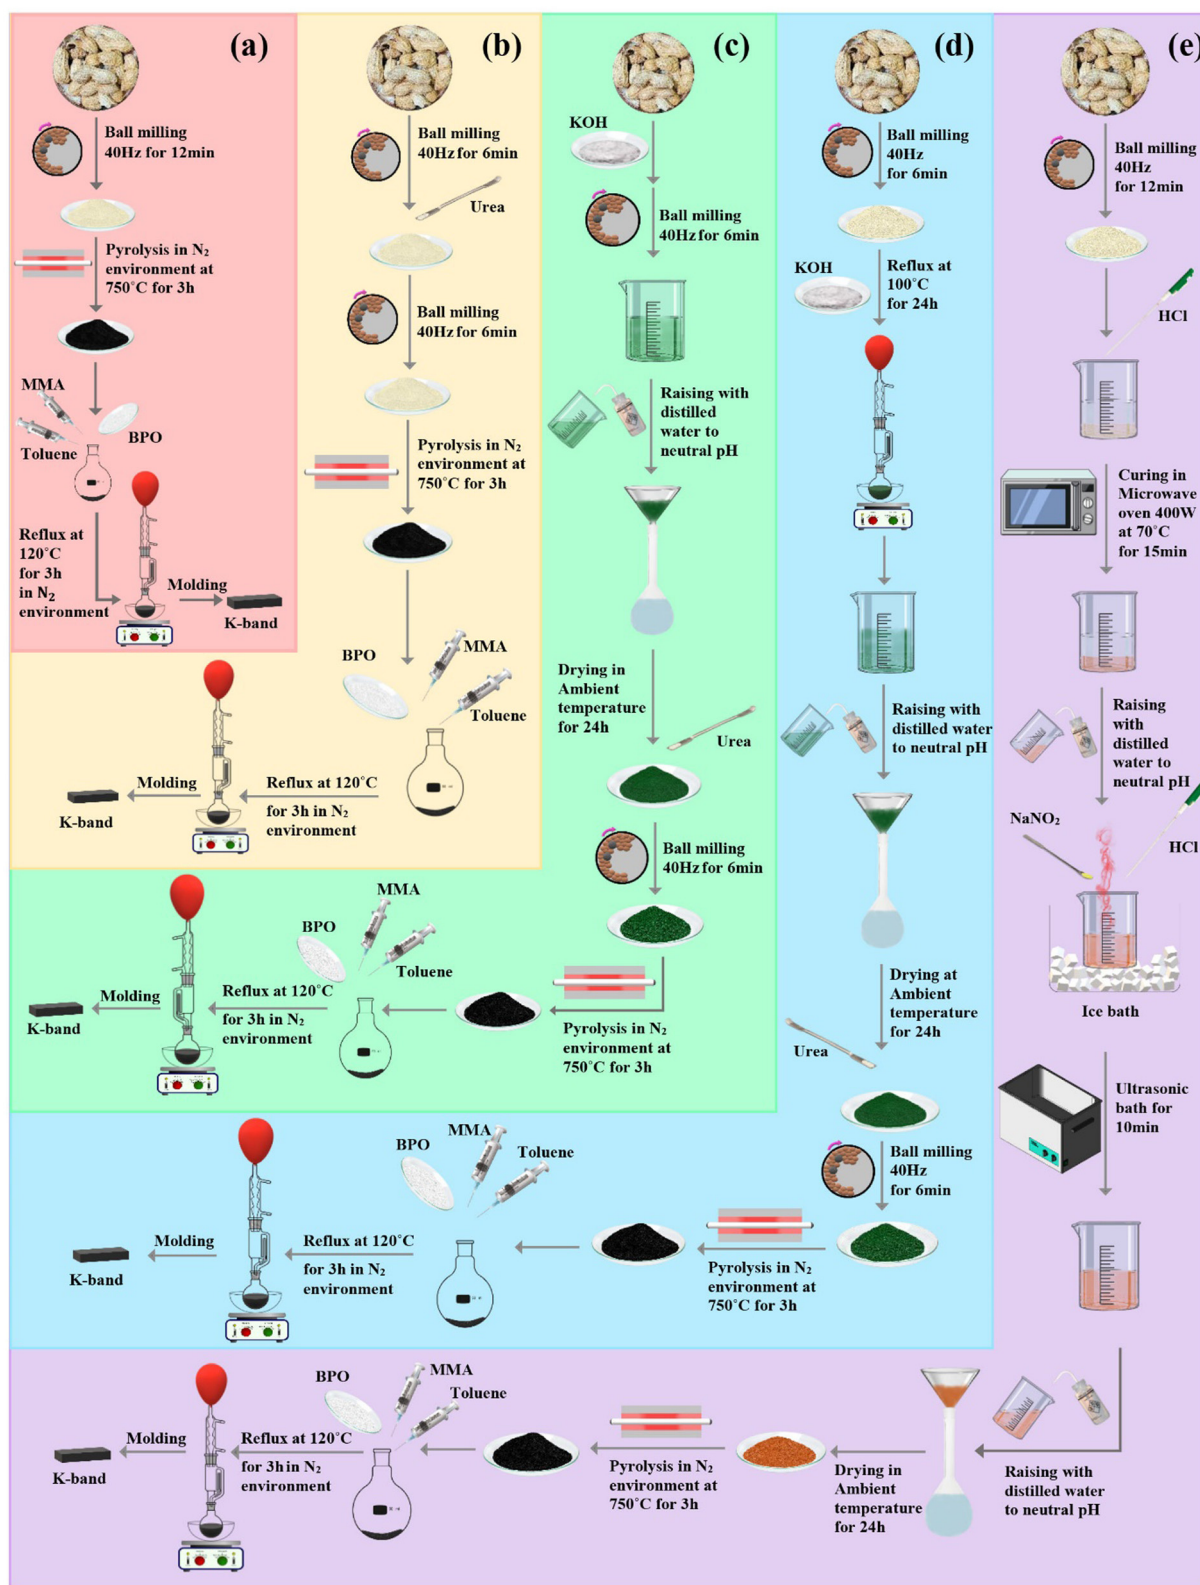 (a)
Ball milling
40Hz for 12min
Pyrolysis in N₂
environment at
750˚C for 3h
MMA
Toluene
BPO
Reflux at
120˚C
for 3h
in N₂
environment
Molding
K-band
(b)
Ball milling
40Hz for 6min
Urea
Ball milling
40Hz for 6min
Pyrolysis in N₂
environment at
750˚C for 3h
BPO
MMA
Toluene
Reflux at 120˚C
for 3h in N₂
environment
Molding
K-band
(c)
KOH
Ball milling
40Hz for 6min
Raising with
distilled
water to
neutral pH
Drying in
Ambient
temperature
for 24h
Urea
Ball milling
40Hz for 6min
Pyrolysis in N₂
environment at
750˚C for 3h
MMA
BPO
Toluene
Reflux at 120˚C
for 3h in N₂
environment
Molding
K-band
(d)
Ball milling
40Hz
for 6min
KOH
Reflux at
100˚C
for 24h
Raising with
distilled water
to neutral pH
Drying at
Ambient
temperature
for 24h
Urea
Ball milling
40Hz
for 6min
Pyrolysis in N₂
environment at
750˚C for 3h
MMA
BPO
Toluene
Reflux at 120˚C
for 3h in N₂
environment
Molding
K-band
(e)
Ball milling
40Hz
for 12min
HCl
Curing in
Microwave
oven 400W
at 70˚C
for 15min
Raising
with
distilled
water to
neutral pH
NaNO₂
HCl
Ice bath
Ultrasonic
bath for
10min
Raising with
distilled water
to neutral pH
Drying in
Ambient
temperature
for 24h
Pyrolysis in N₂
environment at
750˚C for 3h
MMA
BPO
Toluene
Reflux at 120˚C
for 3h in N₂
environment
Molding
K-band